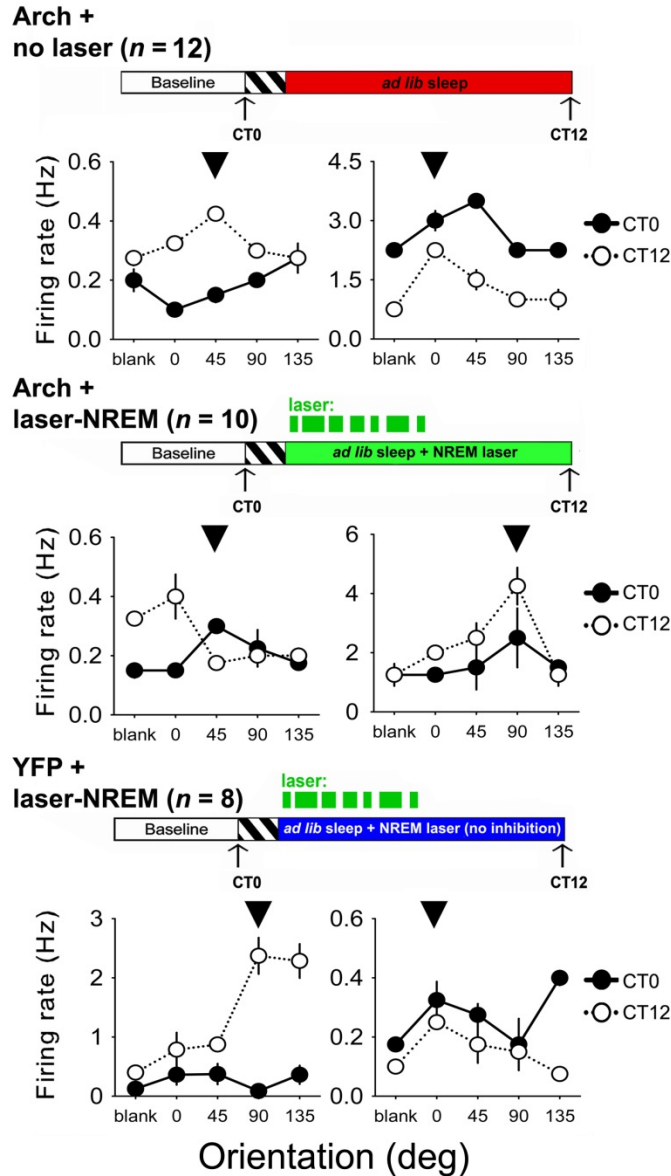 Arch +
no laser (n = 12)
Baseline
ad lib sleep
CT0
CT12
Firing rate (Hz)
0.6
0.4
0.2
0.0
blank 0 45 90 135
4.5
3.0
1.5
0.0
blank 0 45 90 135
CT0
CT12
Arch +
laser-NREM (n = 10)
laser:
Baseline
ad lib sleep + NREM laser
CT0
CT12
Firing rate (Hz)
0.6
0.4
0.2
0.0
blank 0 45 90 135
6
4
2
0
blank 0 45 90 135
CT0
CT12
YFP +
laser-NREM (n = 8)
laser:
Baseline
ad lib sleep + NREM laser (no inhibition)
CT0
CT12
Firing rate (Hz)
3
2
1
0
blank 0 45 90 135
0.6
0.4
0.2
0.0
blank 0 45 90 135
CT0
CT12
Orientation (deg)